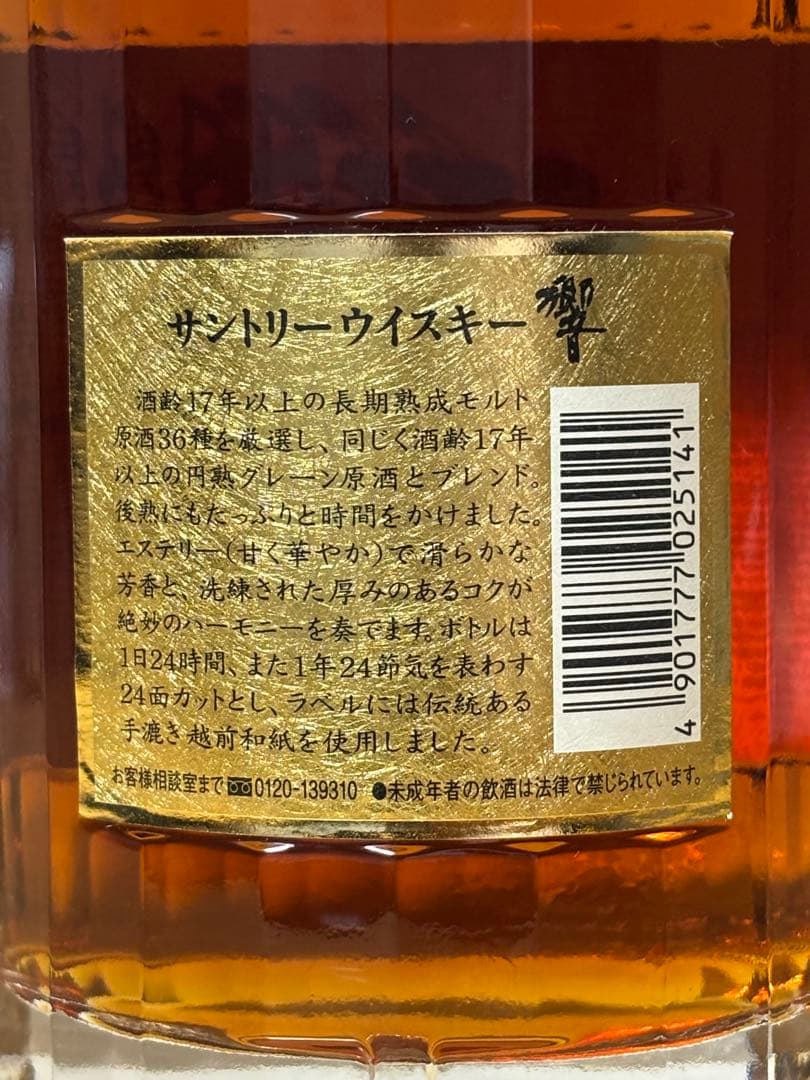 サントリーウイスキー 響
酒齢17年以上の長期熟成モルト
原酒36種を厳選し、同じく酒齢17年
以上の円熟グレーン原酒とブレンド。
後熟にもたっぷりと時間をかけました。
エステリー(甘く華やか)で滑らかな
芳香と、洗練された厚みのあるコクが
絶妙のハーモニーを奏でます。ボトルは
1日24時間、また1年24節気を表わす
24面カットとし、ラベルには伝統ある
手漉き越前和紙を使用しました。
お客様相談室まで 0120-139310 ●未成年者の飲酒は法律で禁じられています。
4 901777 025141